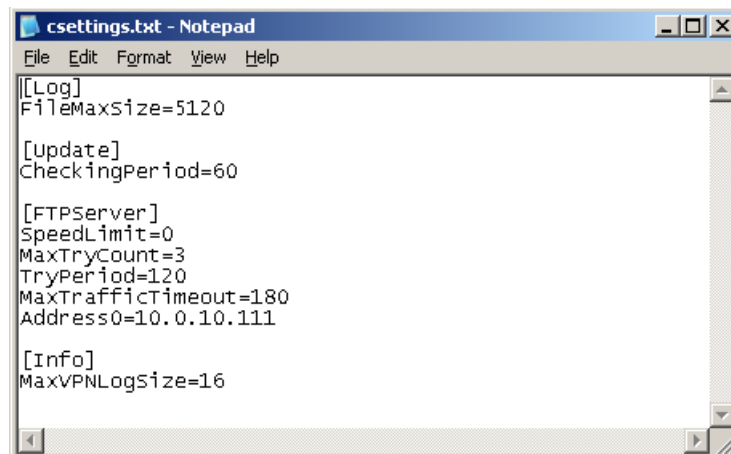 csettings.txt - Notepad
File Edit Format View Help
[Log]
FileMaxSize=5120
[Update]
CheckingPeriod=60
[FTPServer]
SpeedLimit=0
MaxTryCount=3
TryPeriod=120
MaxTrafficTimeout=180
Address0=10.0.10.111
[Info]
MaxVPNLogSize=16